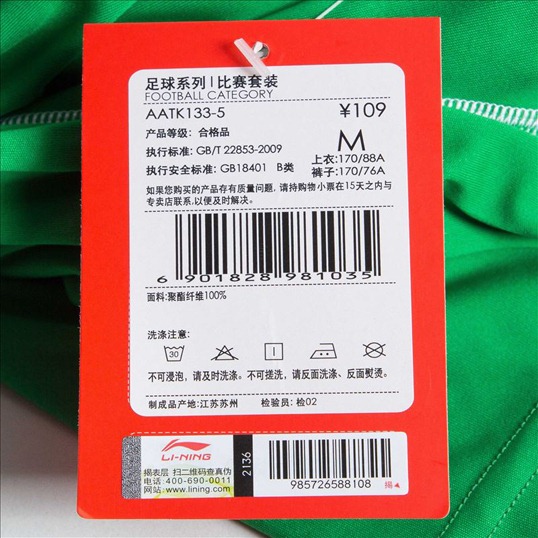 足球系列 | 比赛套装
FOOTBALL CATEGORY
AATK133-5 ¥109
产品等级: 合格品 M
执行标准: GB/T 22853-2009 上衣:170/88A
执行安全标准: GB18401 B类 裤子:170/76A
如果您购买的产品存有质量问题, 请持购物小票在15天之内与
专卖店联系,以便及时解决。
6 901828 981035
面料:聚酯纤维100%
洗涤注意:
30
不可浸泡, 请及时洗涤。不可搓洗, 请反面洗涤、反面熨烫。
制成品产地:江苏苏州 检验员: 检02
LI-NING
揭表层 扫二维码查真伪
电话:400-690-0011
网站:www.lining.com
2136
985726588108
揭